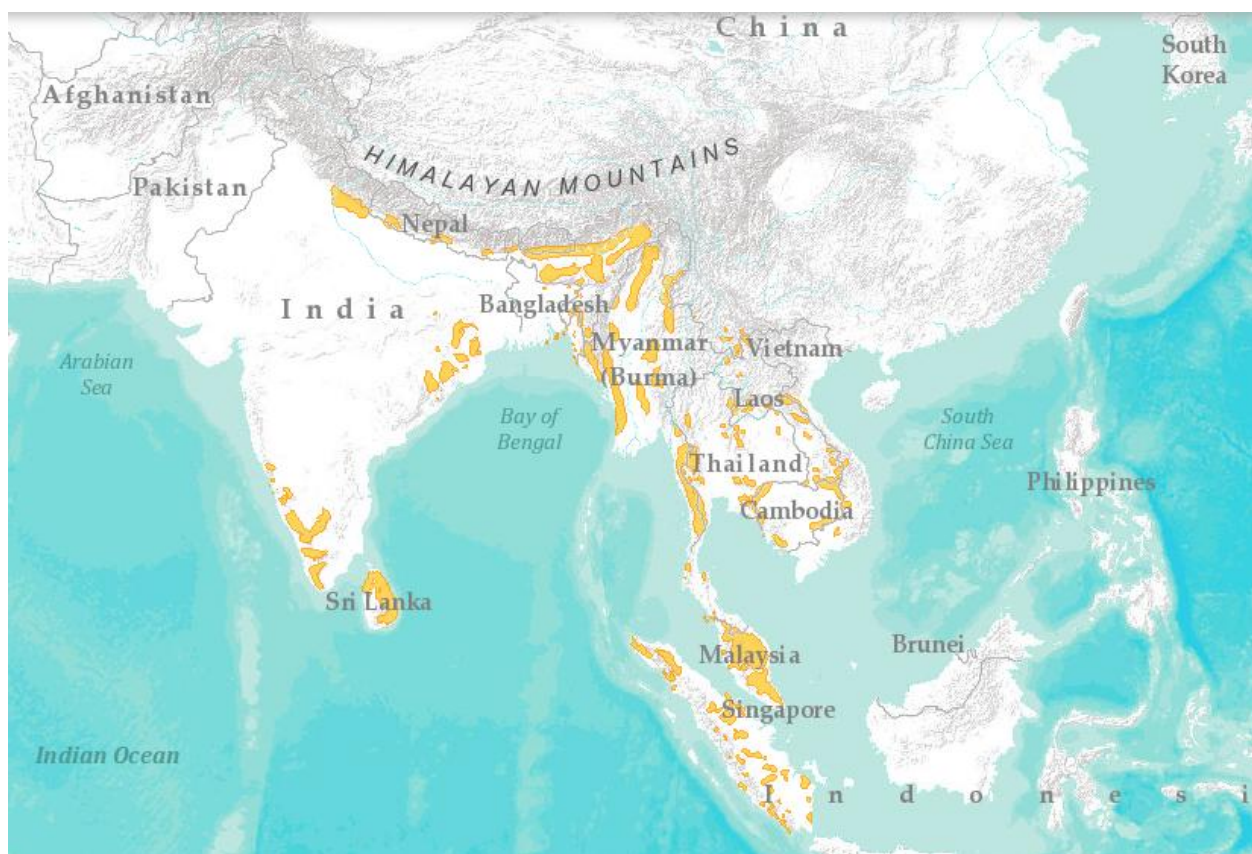 China
South
Korea
Afghanistan
HIMALAYAN MOUNTAINS
Pakistan
Nepal
India
Bangladesh
Arabian
Sea
Myanmar
(Burma)
Vietnam
Laos
Bay of
Bengal
South
China Sea
Thailand
Philippines
Cambodia
Sri Lanka
Brunei
Malaysia
Singapore
Indian Ocean
Indonesi